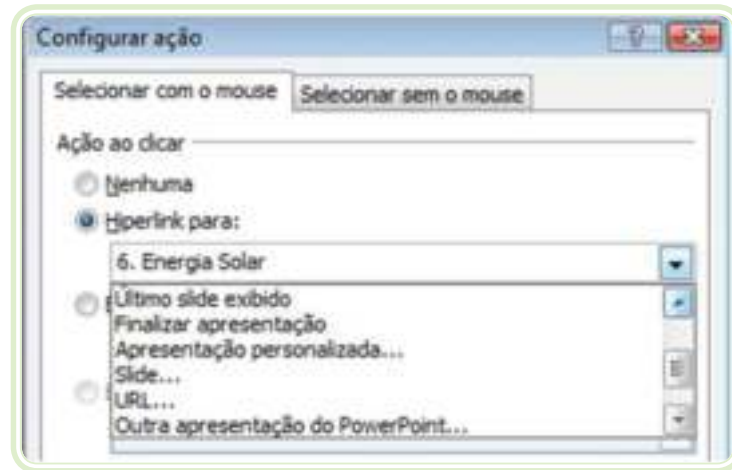 Configurar ação
Selecionar com o mouse
Selecionar sem o mouse
Ação ao clicar
Nenhuma
Hiperlink para:
6. Energia Solar
Último slide exibido
Finalizar apresentação
Apresentação personalizada...
Slide...
URL...
Outra apresentação do PowerPoint...